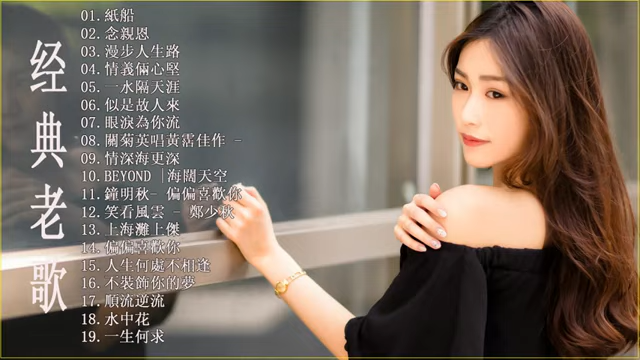 经典老歌
01.紙船
02.念親恩
03.漫步人生路
04.情義倆心堅
05.一水隔天涯
06.似是故人來
07.眼淚為你流
08.關菊英唱黃霑佳作 -
09.情深海更深
10.BEYOND |海闊天空
11.鐘明秋- 偏偏喜歡你
12.笑看風雲 - 鄭少秋
13.上海灘上傑
14.偏偏喜歡你
15.人生何處不相逢
16.不裝飾你的夢
17.順流逆流
18.水中花
19.一生何求